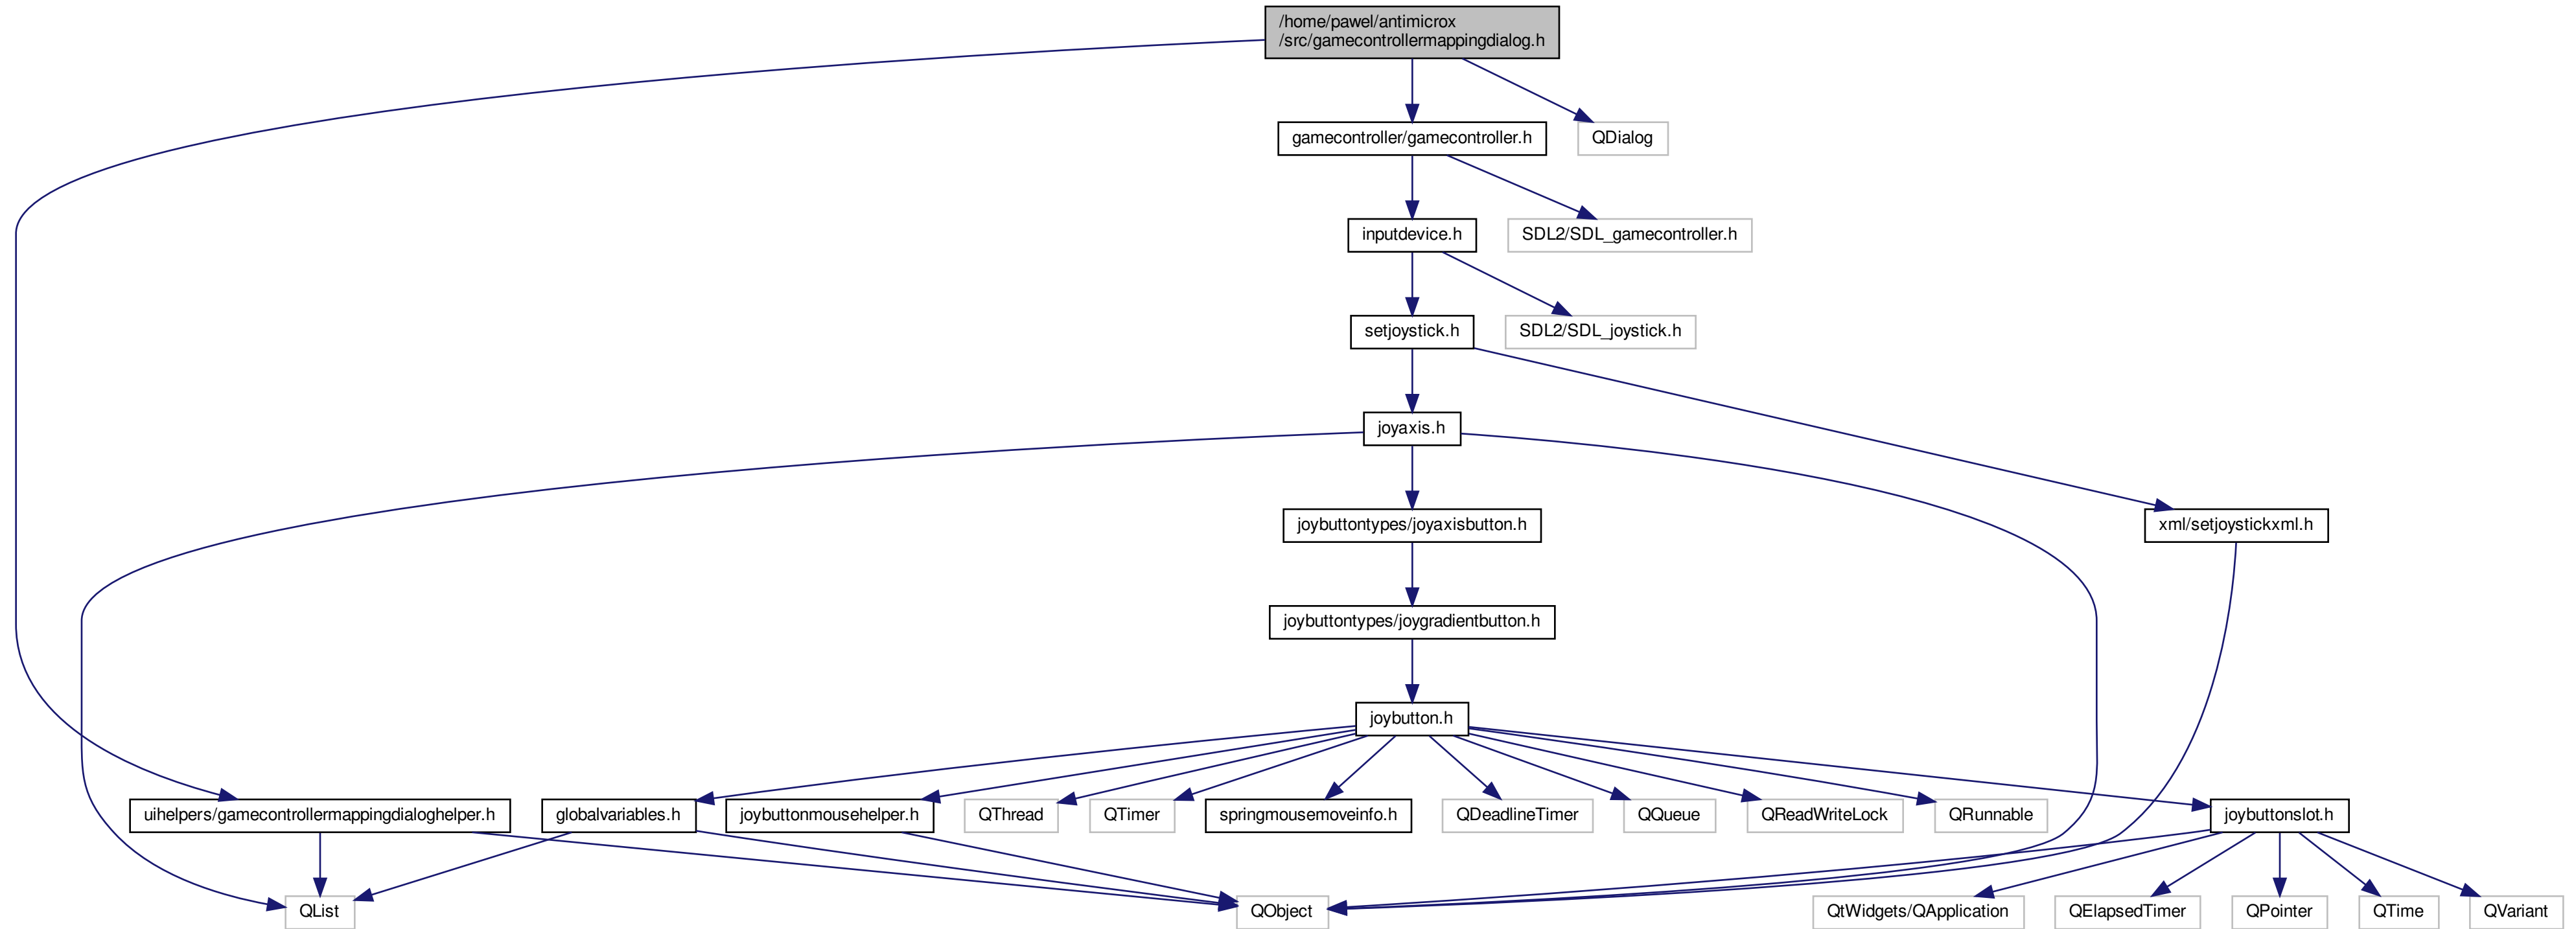 /home/pawel/antimicrox
/src/gamecontrollermappingdialog.h
gamecontroller/gamecontroller.h
QDialog
inputdevice.h
SDL2/SDL_gamecontroller.h
setjoystick.h
SDL2/SDL_joystick.h
joyaxis.h
joybuttontypes/joyaxisbutton.h
xml/setjoystickxml.h
joybuttontypes/joygradientbutton.h
joybutton.h
uihelpers/gamecontrollermappingdialoghelper.h
globalvariables.h
joybuttonmousehelper.h
QThread
QTimer
springmousemoveinfo.h
QDeadlineTimer
QQueue
QReadWriteLock
QRunnable
joybuttonslot.h
QList
QObject
QtWidgets/QApplication
QElapsedTimer
QPointer
QTime
QVariant